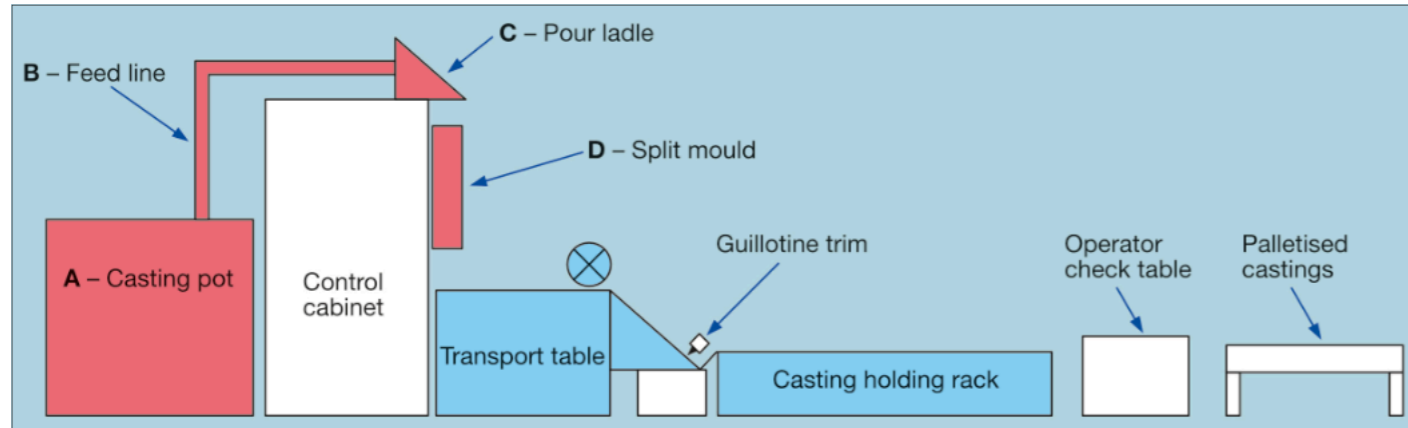 C – Pour ladle
B – Feed line
D – Split mould
Guillotine trim
Operator
check table
Palletised
castings
A – Casting pot
Control
cabinet
Transport table
Casting holding rack